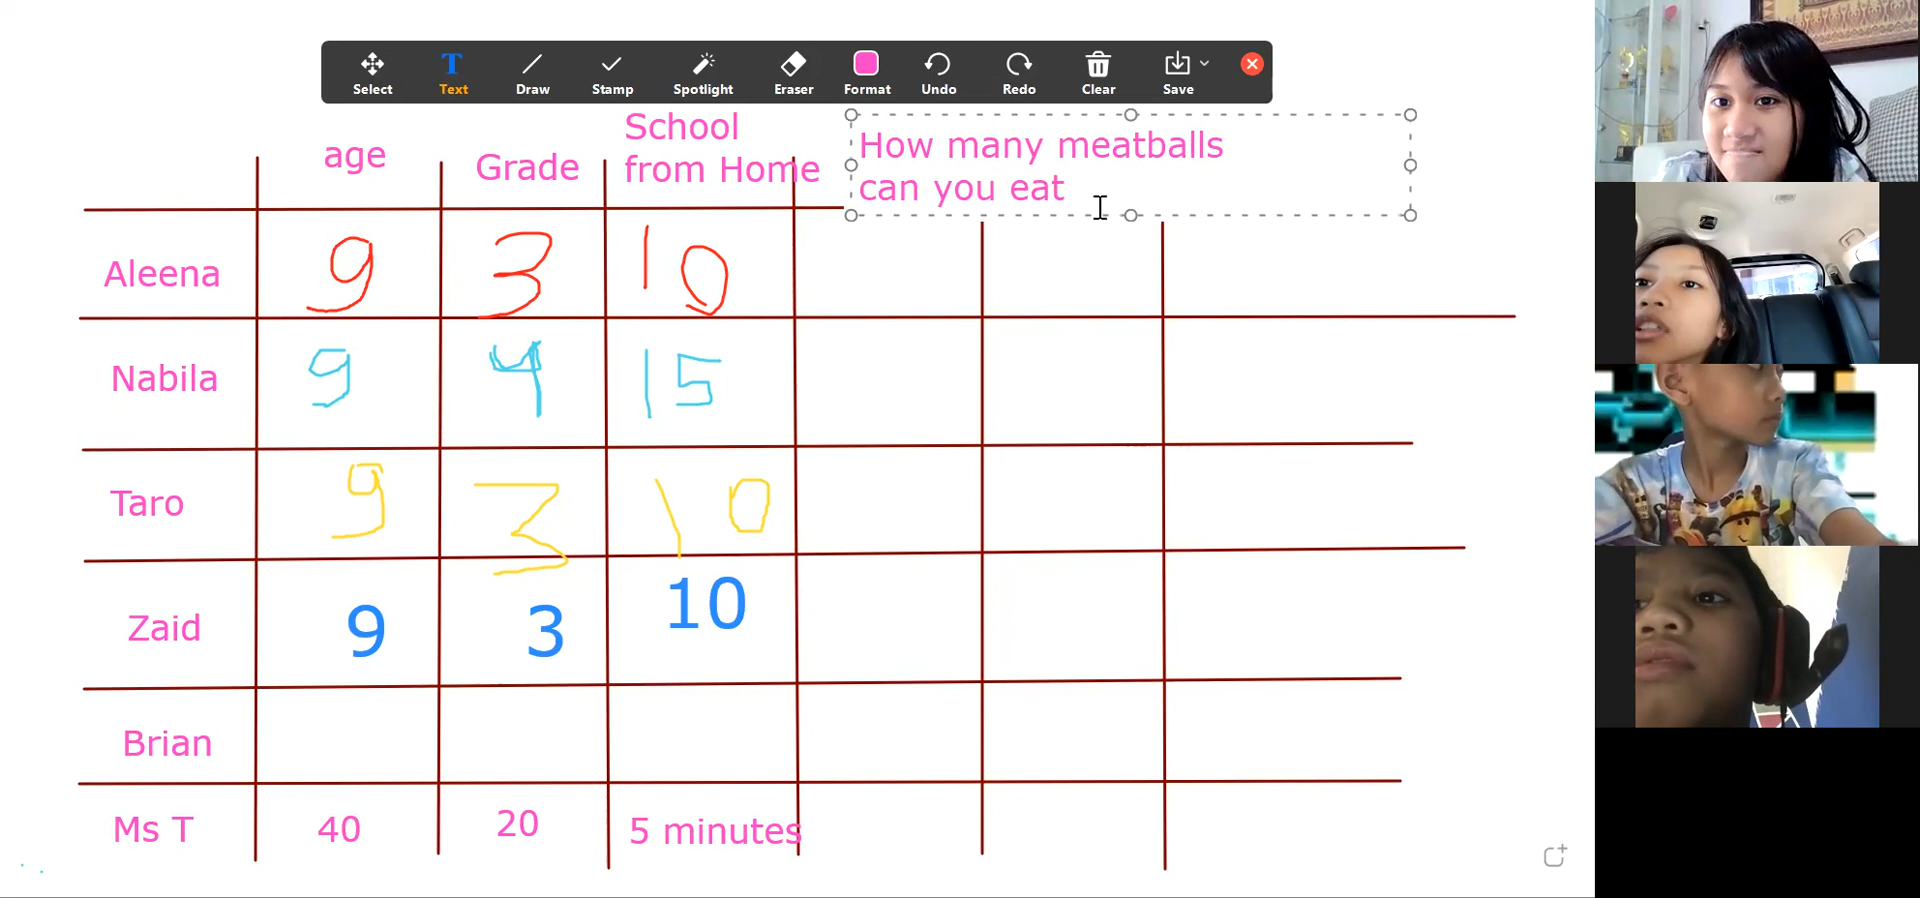 Select Text Draw Stamp Spotlight Eraser Format Undo Redo Clear Save
age
Grade
School
from Home
How many meatballs
can you eat
Aleena 9 3 10
Nabila 9 4 15
Taro 9 3 10
Zaid 9 3 10
Brian
Ms T 40 20 5 minutes